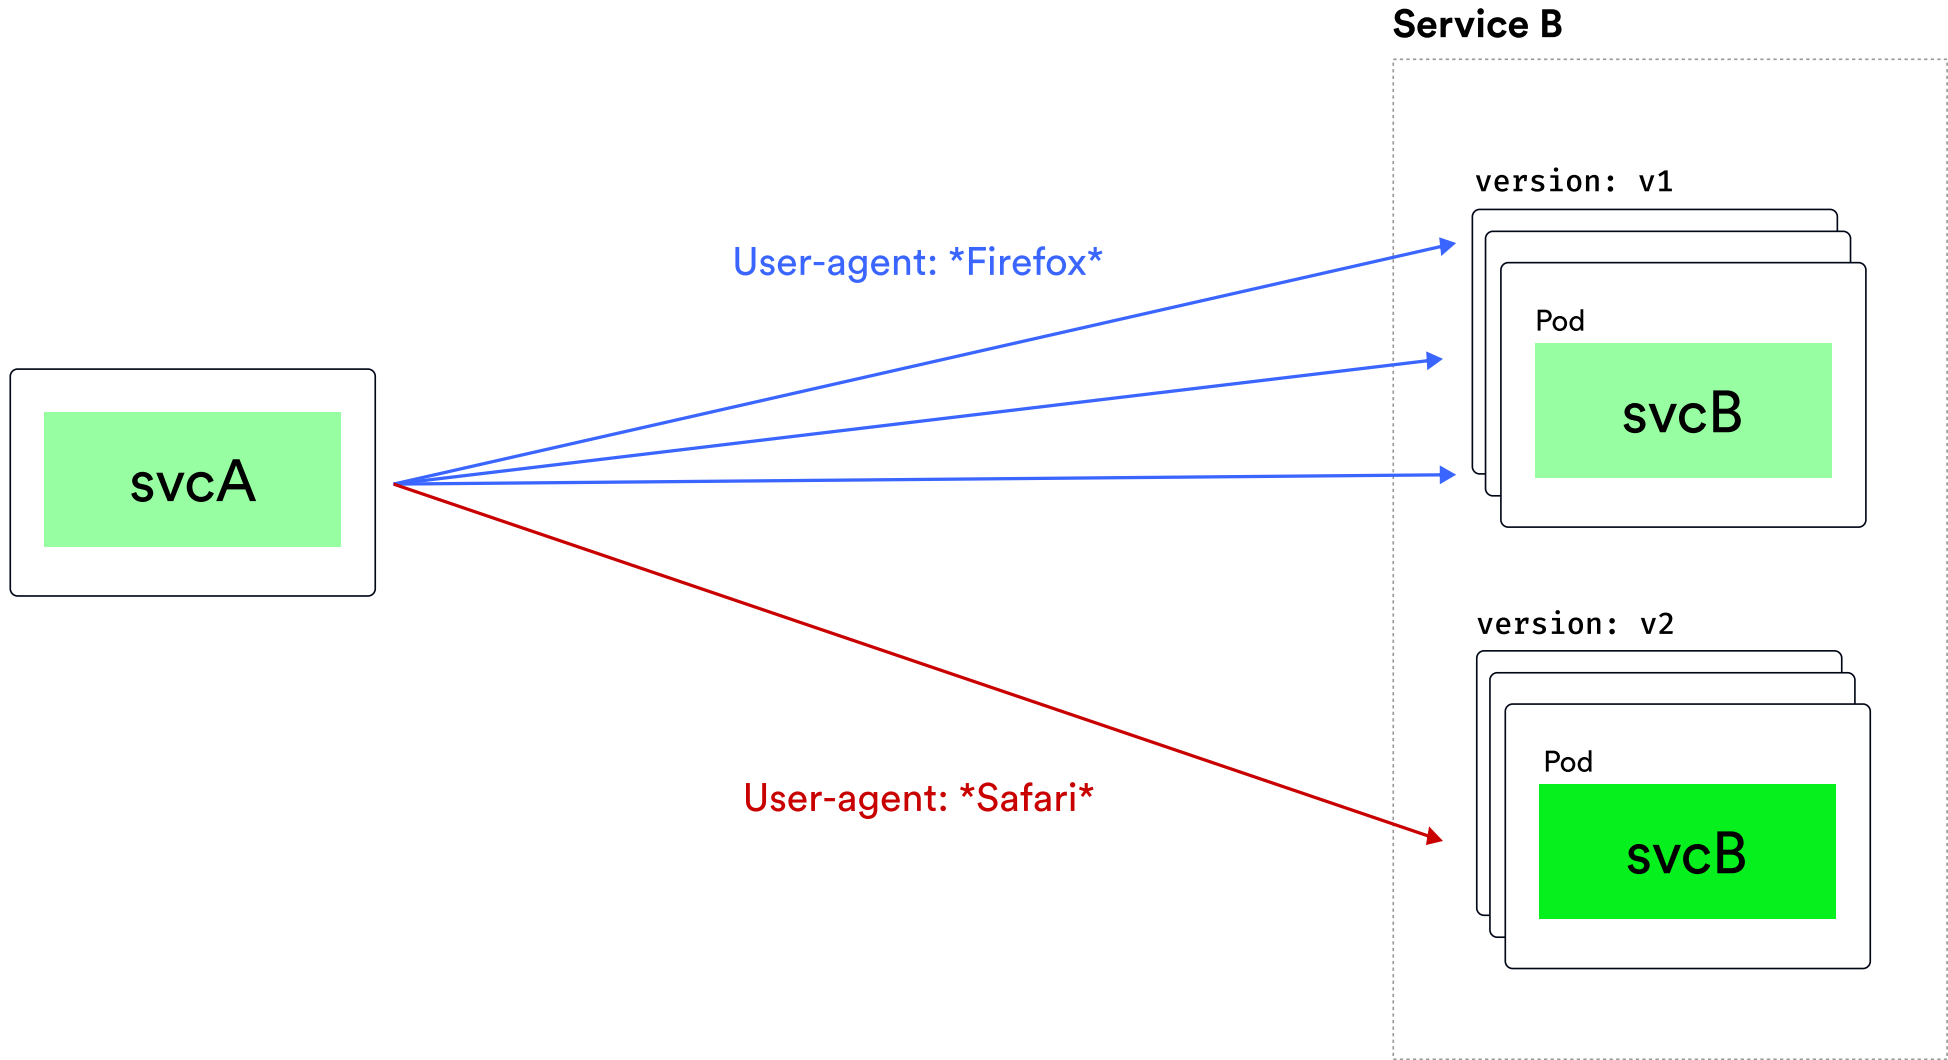 Service B
version: v1
User-agent: *Firefox*
Pod
svcB
svcA
version: v2
Pod
User-agent: *Safari*
svcB